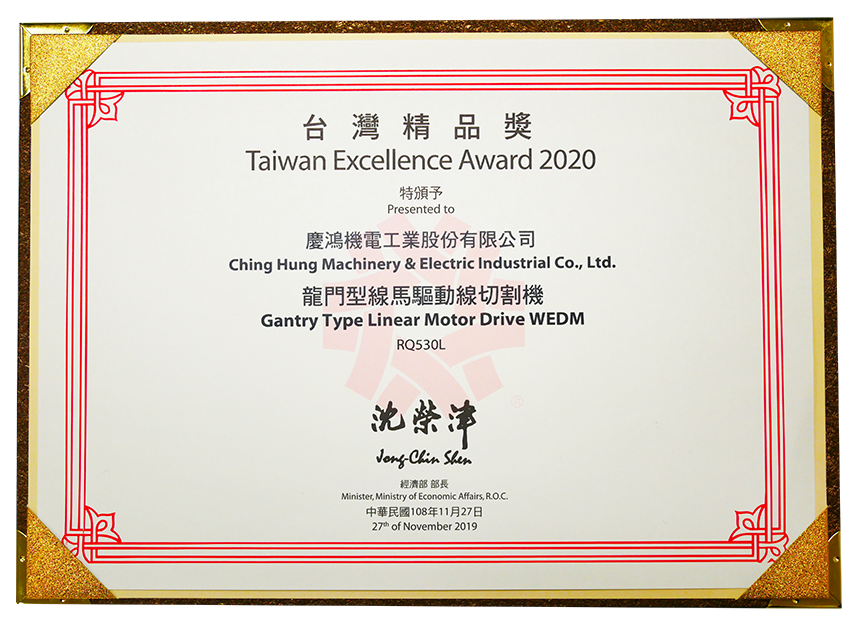 台灣精品獎
Taiwan Excellence Award 2020
特頒予
Presented to
慶鴻機電工業股份有限公司
Ching Hung Machinery & Electric Industrial Co., Ltd.
龍門型線馬驅動線切割機
Gantry Type Linear Motor Drive WEDM
RQ530L
®
沈榮津
Jong-Chin Shen
經濟部 部長
Minister, Ministry of Economic Affairs, R.O.C.
中華民國108年11月27日
27th of November 2019